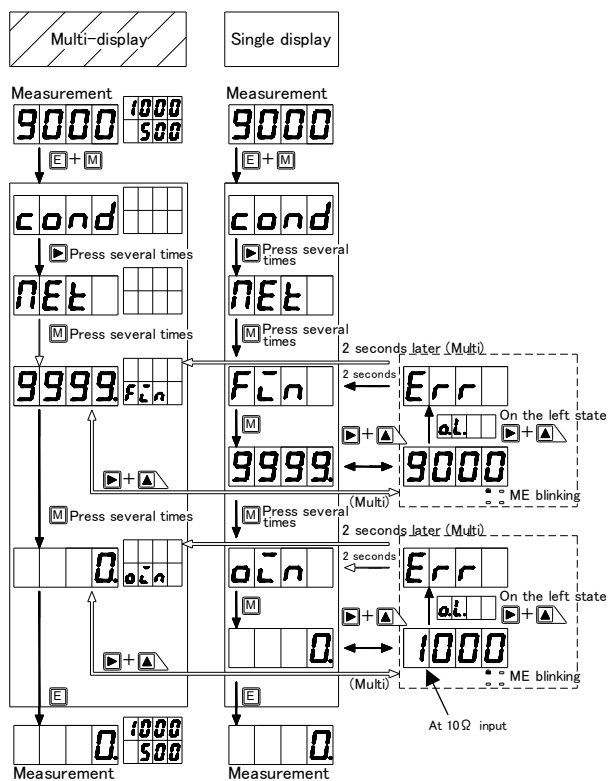 Multi-display
Single display
Measurement
9000
1000
500
E + M
cond
▶ Press several times
MEt
M Press several times
9999.
Fin
▶ + ▲
M Press several times
0.
oin
▶ + ▲
E
0.
1000
500
Measurement
Measurement
9000
E + M
cond
▶ Press several
times
MEt
M Press several
times
Fin
M
9999.
M Press several
times
oin
M
0.
E
0.
Measurement
2 seconds later (Multi)
2 seconds
Err
On the left state
▶ + ▲
▶ + ▲
9000
ME blinking
(Multi)
2 seconds later (Multi)
2 seconds
Err
On the left state
▶ + ▲
▶ + ▲
1000
ME blinking
(Multi)
At 10Ω input